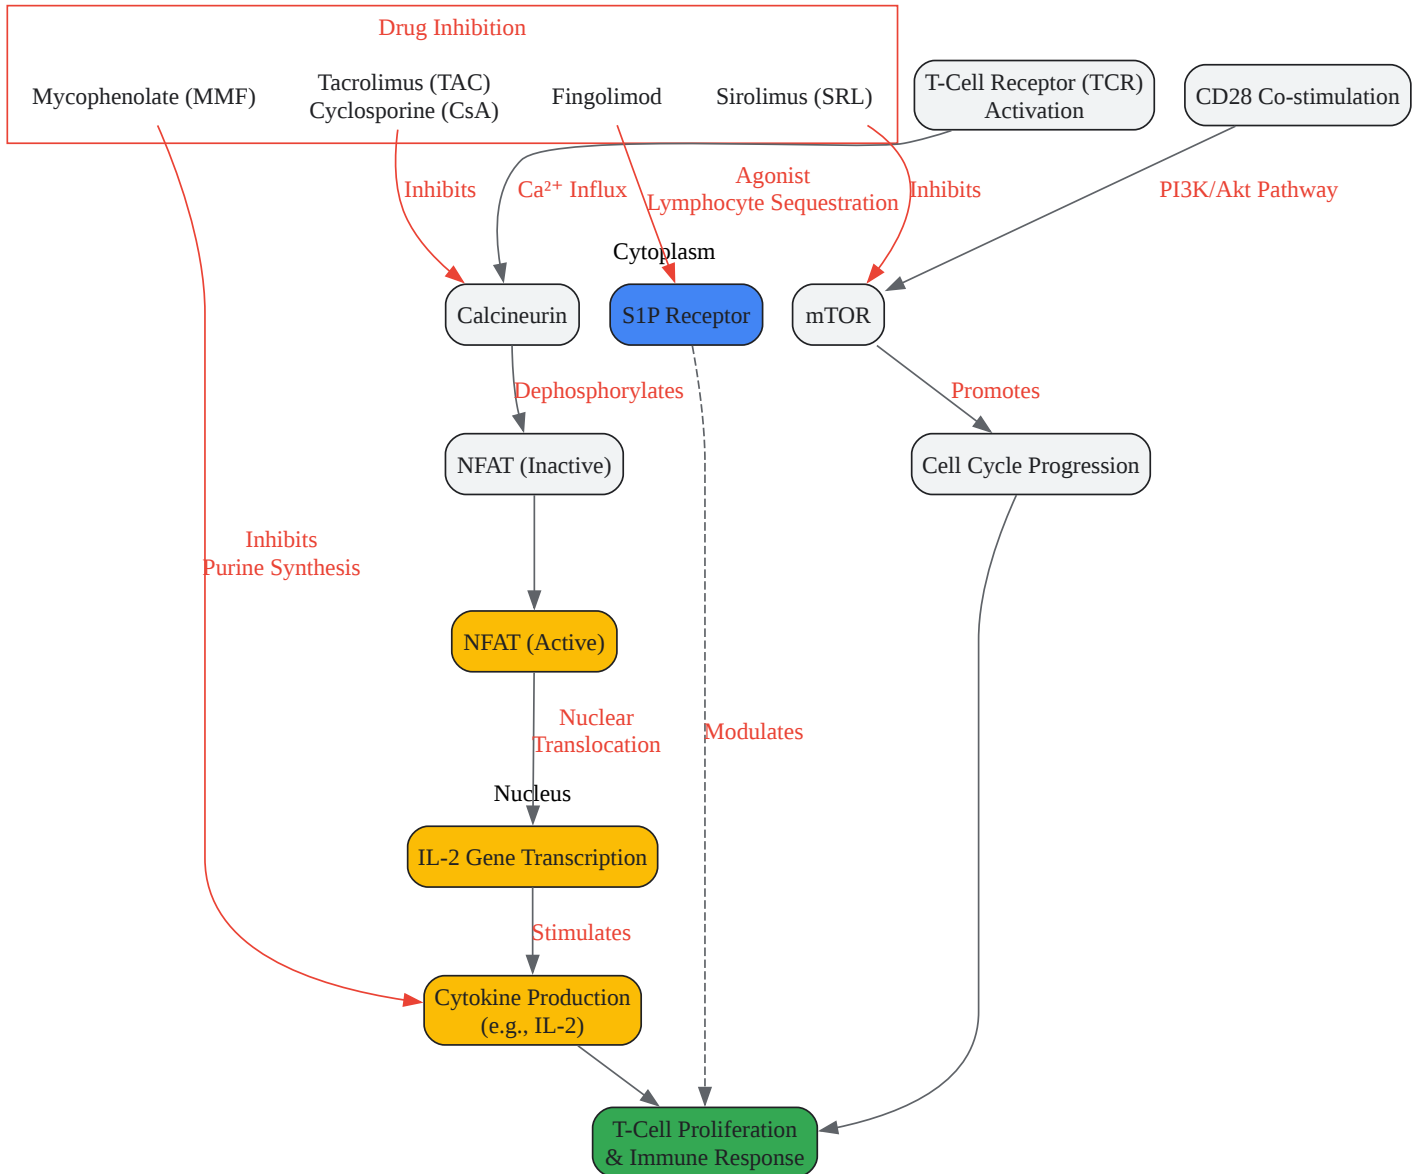 Drug Inhibition
Mycophenolate (MMF)
Tacrolimus (TAC)
Cyclosporine (CsA)
Fingolimod
Sirolimus (SRL)
T-Cell Receptor (TCR)
Activation
CD28 Co-stimulation
Inhibits
Ca²⁺ Influx
Agonist
Lymphocyte Sequestration
Inhibits
PI3K/Akt Pathway
Cytoplasm
Calcineurin
S1P Receptor
mTOR
Dephosphorylates
Promotes
NFAT (Inactive)
Cell Cycle Progression
Inhibits
Purine Synthesis
NFAT (Active)
Nuclear
Translocation
Modulates
Nucleus
IL-2 Gene Transcription
Stimulates
Cytokine Production
(e.g., IL-2)
T-Cell Proliferation
& Immune Response